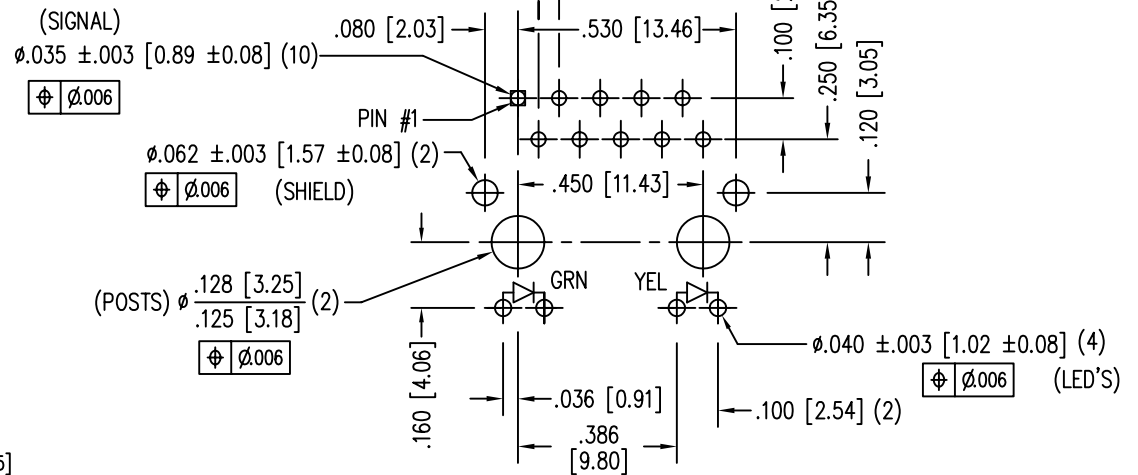 (SIGNAL)
ø.035 ±.003 [0.89 ±0.08] (10)
⌖ Ø.006
.080 [2.03]
.530 [13.46]
.100
.250 [6.35
.120 [3.05]
PIN #1
ø.062 ±.003 [1.57 ±0.08] (2)
⌖ Ø.006 (SHIELD)
.450 [11.43]
GRN
YEL
(POSTS) ø .128 [3.25]
.125 [3.18] (2)
⌖ Ø.006
.160 [4.06]
.036 [0.91]
.386
[9.80]
.100 [2.54] (2)
ø.040 ±.003 [1.02 ±0.08] (4)
⌖ Ø.006 (LED'S)